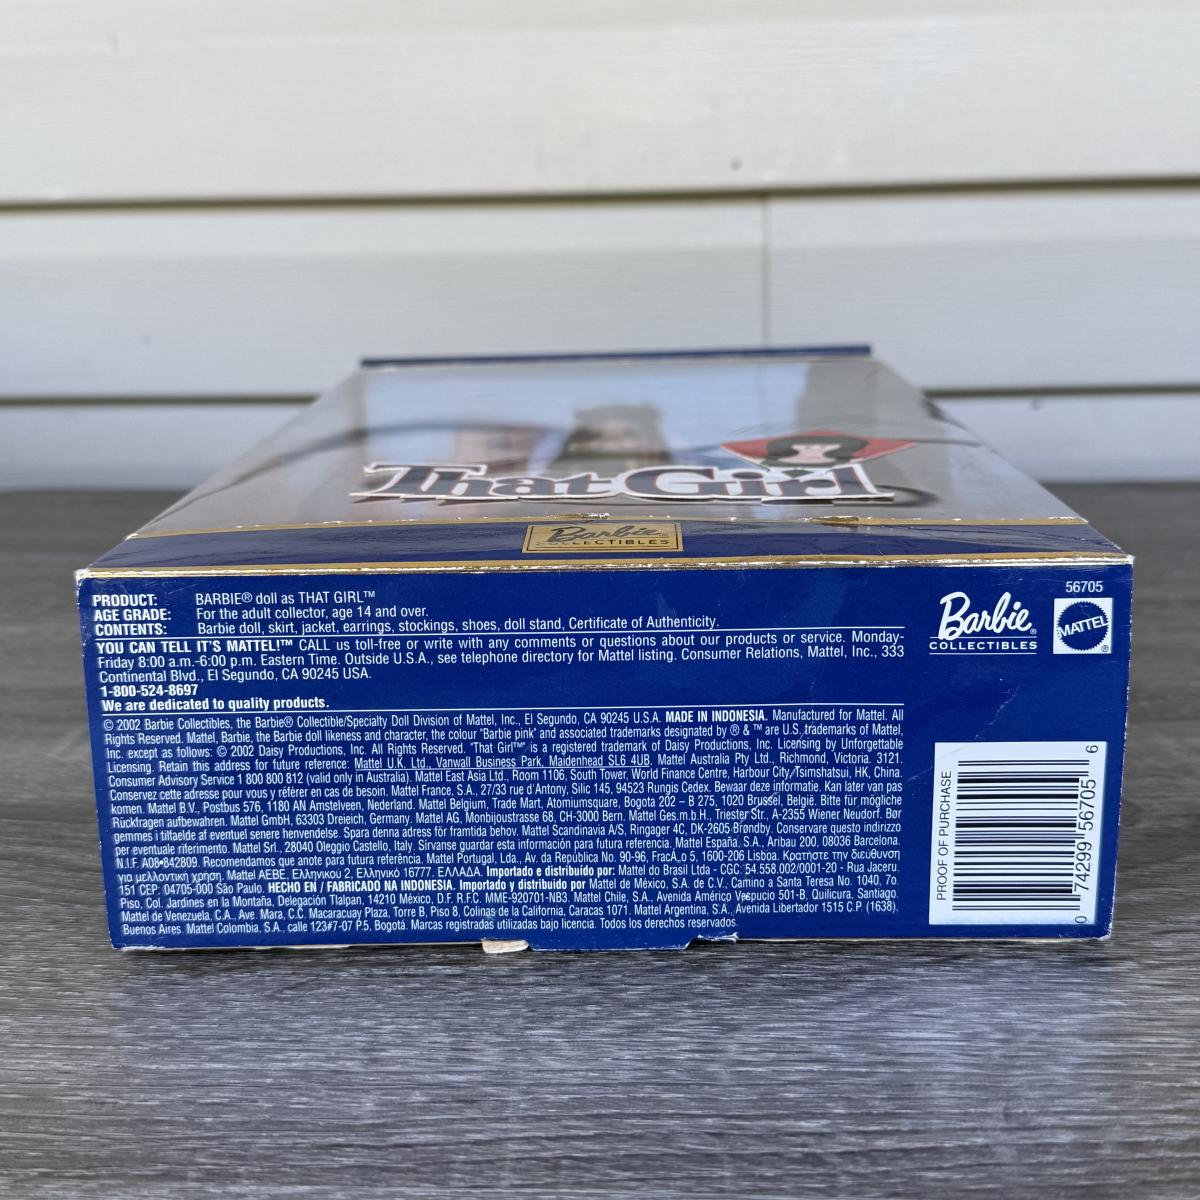 That Girl
Barbie
COLLECTIBLES
PRODUCT: BARBIE® doll as THAT GIRL™
AGE GRADE: For the adult collector, age 14 and over.
CONTENTS: Barbie doll, skirt, jacket, earrings, stockings, shoes, doll stand, Certificate of Authenticity.
YOU CAN TELL IT'S MATTEL!™ CALL us toll-free or write with any comments or questions about our products or service. Monday-
Friday 8:00 a.m.-6:00 p.m. Eastern Time. Outside U.S.A., see telephone directory for Mattel listing. Consumer Relations, Mattel, Inc., 333
Continental Blvd., El Segundo, CA 90245 USA.
1-800-524-8697
We are dedicated to quality products.
© 2002 Barbie Collectibles, the Barbie® Collectible/Specialty Doll Division of Mattel, Inc., El Segundo, CA 90245 U.S.A. MADE IN INDONESIA. Manufactured for Mattel. All
Rights Reserved. Mattel, Barbie, the Barbie doll likeness and character, the colour "Barbie pink" and associated trademarks designated by ® & ™ are U.S. trademarks of Mattel,
Inc. except as follows: © 2002 Daisy Productions, Inc. All Rights Reserved. "That Girl™" is a registered trademark of Daisy Productions, Inc. Licensing by Unforgettable
Licensing. Retain this address for future reference: Mattel U.K. Ltd., Vanwall Business Park, Maidenhead SL6 4UB. Mattel Australia Pty Ltd., Richmond, Victoria. 3121.
Consumer Advisory Service 1 800 800 812 (valid only in Australia). Mattel East Asia Ltd., Room 1106, South Tower, World Finance Centre, Harbour City, Tsimshatsui, HK, China.
Conservez cette adresse pour vous y référer en cas de besoin. Mattel France, S.A., 27/33 rue d'Antony, Silic 145, 94523 Rungis Cedex. Bewaar deze informatie. Kan later van pas
komen. Mattel B.V., Postbus 576, 1180 AN Amstelveen, Nederland. Mattel Belgium, Trade Mart, Atomiumsquare, Bogota 202 – B 275, 1020 Brussel, België. Bitte für mögliche
Rückfragen aufbewahren. Mattel GmbH, 63303 Dreieich, Germany. Mattel AG, Monbijoustrasse 68, CH-3000 Bern. Mattel Ges.m.b.H., Triester Str., A-2355 Wiener Neudorf. Bør
gemmes i tilfælde af eventuel senere henvendelse. Spara denna adress för framtida behov. Mattel Scandinavia A/S, Ringager 4C, DK-2605 Brøndby. Conservare questo indirizzo
per eventuale riferimento. Mattel Srl., 28040 Oleggio Castello, Italy. Sírvanse guardar esta información para futura referencia. Mattel España, S.A., Aribau 200, 08036 Barcelona.
N.I.F. A08-842809. Recomendamos que anote para futura referência. Mattel Portugal, Lda., Av. da República No. 90-96, FracÂ,o 5, 1600-206 Lisboa. Κρατήστε την διεύθυνση
για μελλοντική χρήση. Mattel AEBE, Ελληνικού 2, Ελληνικό 16777. ΕΛΛΑΔΑ. Importado e distribuido por: Mattel do Brasil Ltda - CGC: 54.558.002/0001-20 - Rua Jaceru,
151 CEP: 04705-000 São Paulo. HECHO EN / FABRICADO NA INDONESIA. Importado y distribuido por Mattel de México, S.A. de C.V., Camino a Santa Teresa No. 1040, 7o.
Piso, Col. Jardines en la Montaña, Delegación Tlalpan, 14210 México, D.F. R.F.C. MME-920701-NB3. Mattel Chile, S.A., Avenida Américo Vespucio 501-B, Quilicura, Santiago.
Mattel de Venezuela, C.A., Ave. Mara, C.C. Macaracuay Plaza, Torre B, Piso 8, Colinas de la California, Caracas 1071. Mattel Argentina, S.A., Avenida Libertador 1515 C.P. (1638),
Buenos Aires. Mattel Colombia, S.A., calle 123#7-07 P.5, Bogotá. Marcas registradas utilizadas bajo licencia. Todos los derechos reservados.
Barbie®
COLLECTIBLES
56705
MATTEL®
PROOF OF PURCHASE
0 74299 56705 6